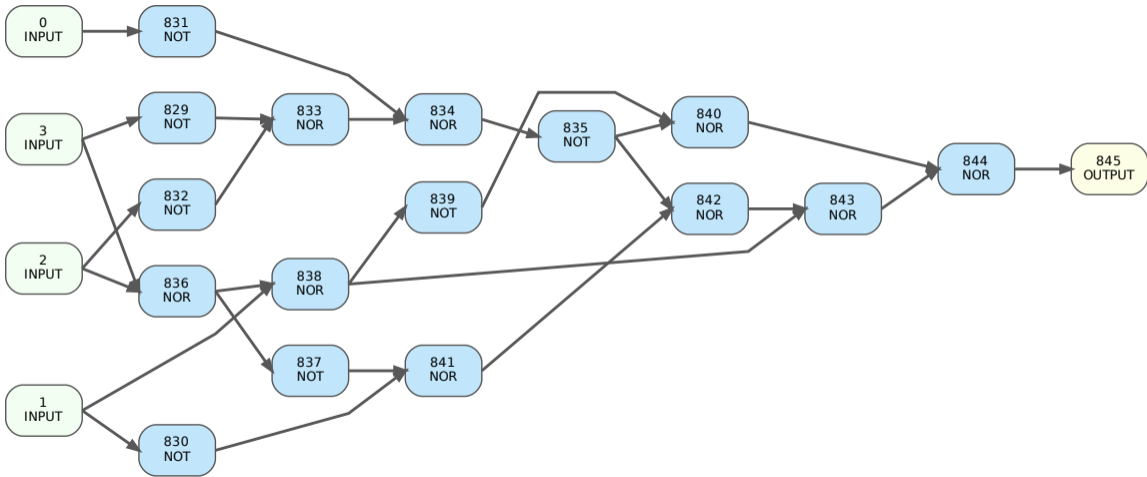 0
INPUT
831
NOT
3
INPUT
829
NOT
833
NOR
834
NOR
835
NOT
840
NOR
844
NOR
845
OUTPUT
832
NOT
839
NOT
842
NOR
843
NOR
2
INPUT
836
NOR
838
NOR
837
NOT
841
NOR
1
INPUT
830
NOT